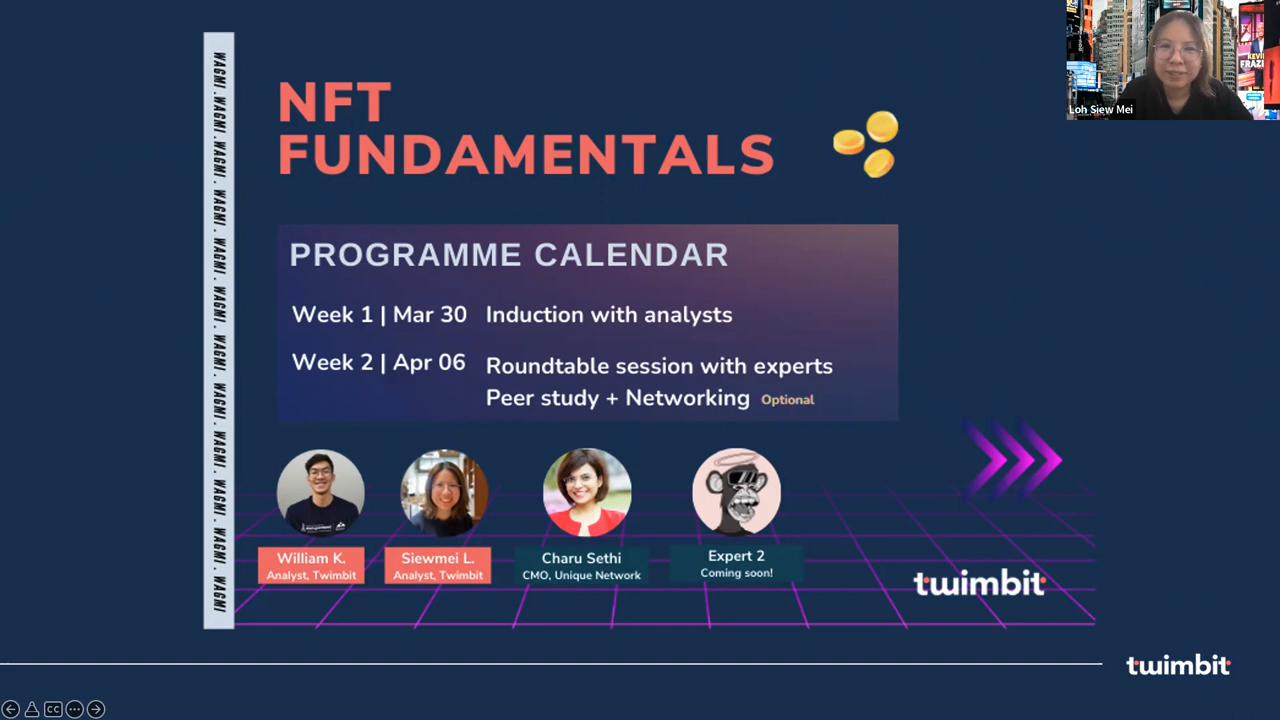 WAGMI .WAGMI . WAGMI . WAGMI . WAGMI . WAGMI . WAGMI . WAGMI . WAGMI . WAGMI . WAGMI . WAGMI
NFT
FUNDAMENTALS
PROGRAMME CALENDAR
Week 1 | Mar 30 Induction with analysts
Week 2 | Apr 06 Roundtable session with experts
Peer study + Networking Optional
William K.
Analyst, Twimbit
Siewmei L.
Analyst, Twimbit
Charu Sethi
CMO, Unique Network
Expert 2
Coming soon!
twimbit
twimbit
Loh Siew Mei
CC